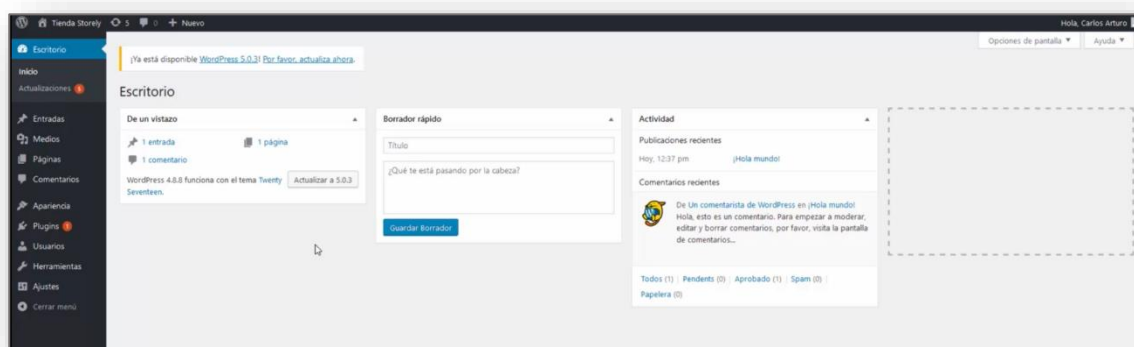 Tienda Storely 5 0 + Nuevo Hola, Carlos Arturo
Escritorio
Inicio
Actualizaciones
Entradas
Medios
Páginas
Comentarios
Apariencia
Plugins
Usuarios
Herramientas
Ajustes
Cerrar menú
Opciones de pantalla Ayuda
¡Ya está disponible WordPress 5.0.3! Por favor, actualiza ahora.
Escritorio
De un vistazo
1 entrada 1 página
1 comentario
WordPress 4.8.8 funciona con el tema Twenty
Seventeen.
Actualizar a 5.0.3
Borrador rápido
Título
¿Qué te está pasando por la cabeza?
Guardar Borrador
Actividad
Publicaciones recientes
Hoy, 12:37 pm ¡Hola mundo!
Comentarios recientes
De Un comentarista de WordPress en ¡Hola mundo!
Hola, esto es un comentario. Para empezar a moderar,
editar y borrar comentarios, por favor, visita la pantalla
de comentarios...
Todos (1) | Pendents (0) | Aprobado (1) | Spam (0) |
Papelera (0)